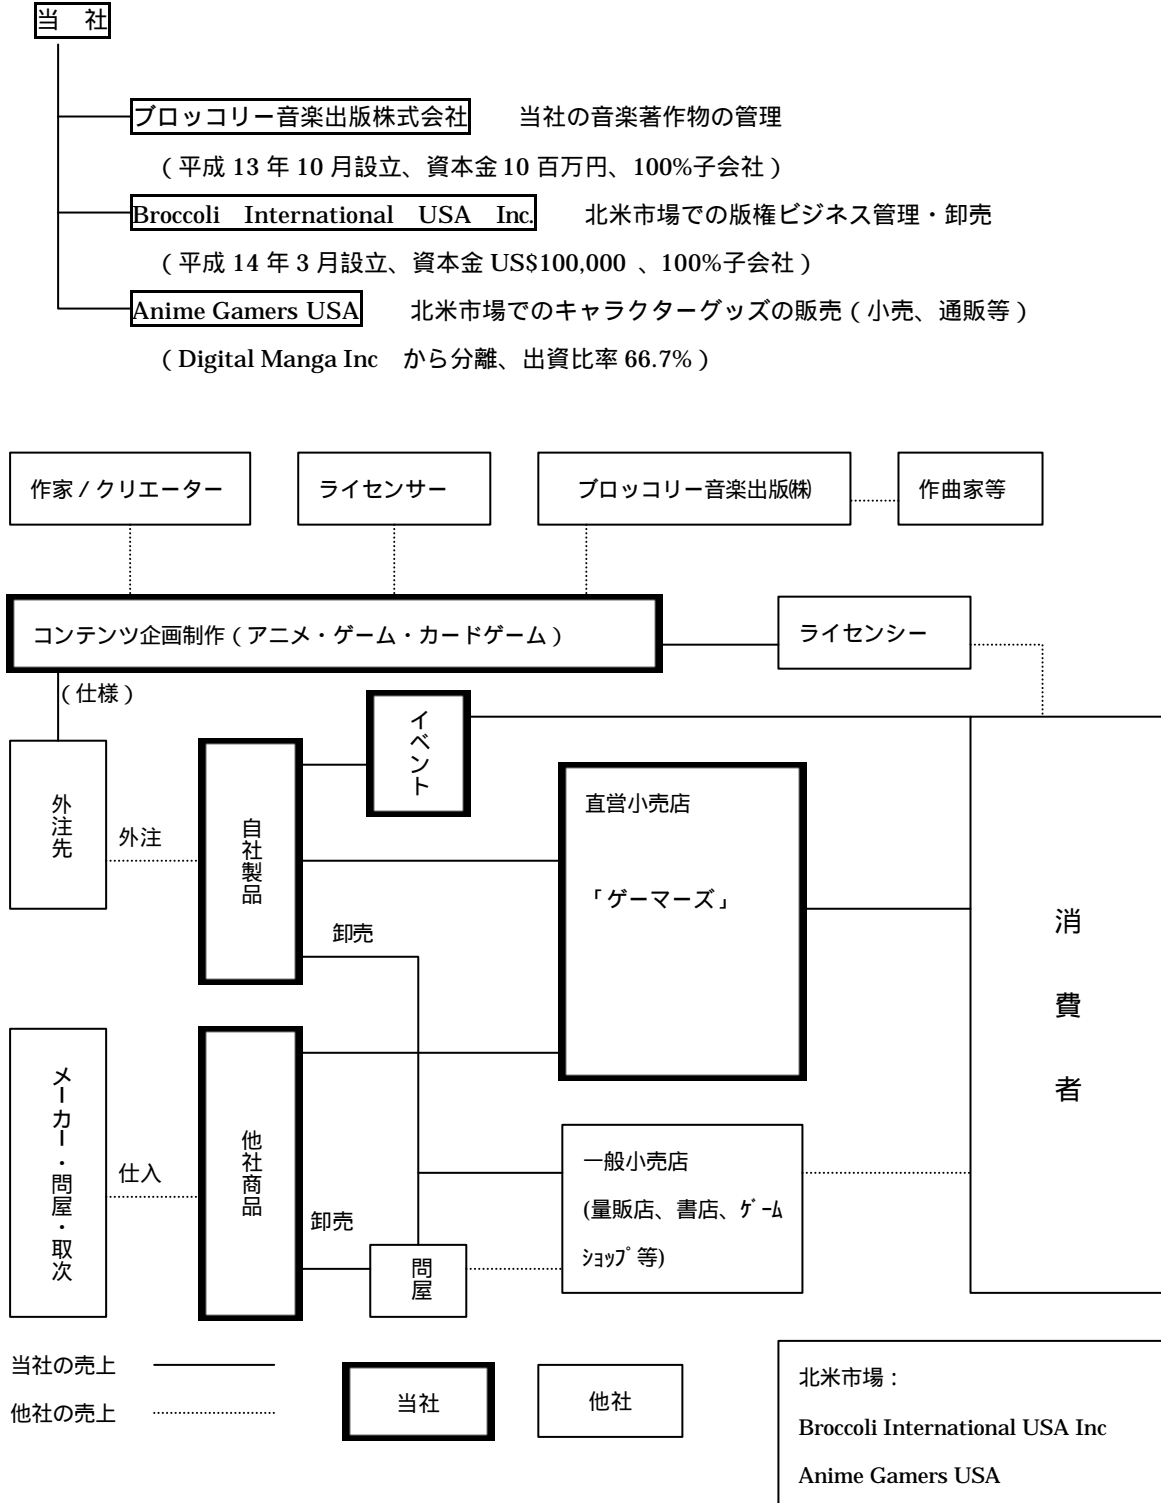 当　社
ブロッコリー音楽出版株式会社　　当社の音楽著作物の管理
（平成 13 年 10 月設立、資本金 10 百万円、100%子会社）
Broccoli　International　USA　Inc.　　北米市場での版権ビジネス管理・卸売
（平成 14 年 3 月設立、資本金 US$100,000 、100%子会社）
Anime Gamers USA　　北米市場でのキャラクターグッズの販売（小売、通販等）
（Digital Manga Inc　から分離、出資比率 66.7%）
作家／クリエーター
ライセンサー
ブロッコリー音楽出版㈱
作曲家等
コンテンツ企画制作（アニメ・ゲーム・カードゲーム）
ライセンシー
（仕様）
イベント
外注先
外注
自社製品
直営小売店
「ゲーマーズ」
卸売
消費者
メーカー・問屋・取次
仕入
他社商品
卸売
問屋
一般小売店
(量販店、書店、ｹﾞｰﾑ
ｼｮｯﾌﾟ等)
当社の売上
他社の売上
当社
他社
北米市場：
Broccoli International USA Inc
Anime Gamers USA